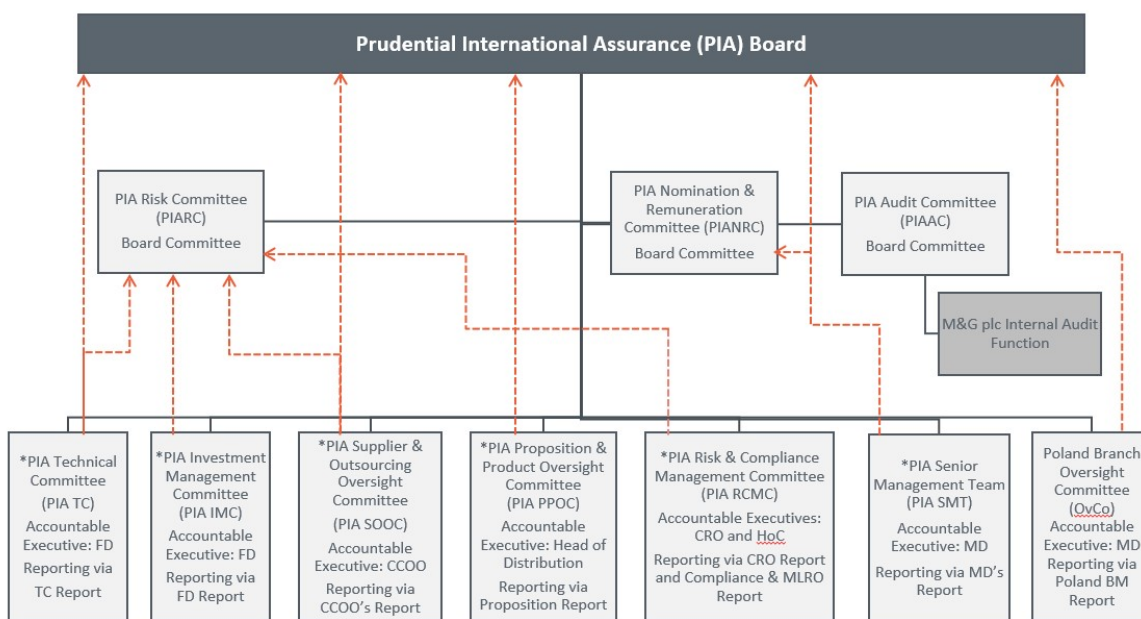 Prudential International Assurance (PIA) Board
PIA Risk Committee
(PIARC)
Board Committee
PIA Nomination &
Remuneration
Committee (PIANRC)
Board Committee
PIA Audit Committee
(PIAAC)
Board Committee
M&G plc Internal Audit
Function
*PIA Technical
Committee
(PIA TC)
Accountable
Executive: FD
Reporting via
TC Report
*PIA Investment
Management
Committee
(PIA IMC)
Accountable
Executive: FD
Reporting via
FD Report
*PIA Supplier &
Outsourcing
Oversight
Committee
(PIA SOOC)
Accountable
Executive: CCOO
Reporting via
CCOO's Report
*PIA Proposition &
Product Oversight
Committee
(PIA PPOC)
Accountable
Executive: Head of
Distribution
Reporting via
Proposition Report
*PIA Risk & Compliance
Management Committee
(PIA RCMC)
Accountable Executives:
CRO and HoC
Reporting via CRO Report
and Compliance & MLRO
Report
*PIA Senior
Management Team
(PIA SMT)
Accountable
Executive: MD
Reporting via MD's
Report
Poland Branch
Oversight
Committee
(OvCo)
Accountable
Executive: MD
Reporting via
Poland BM
Report